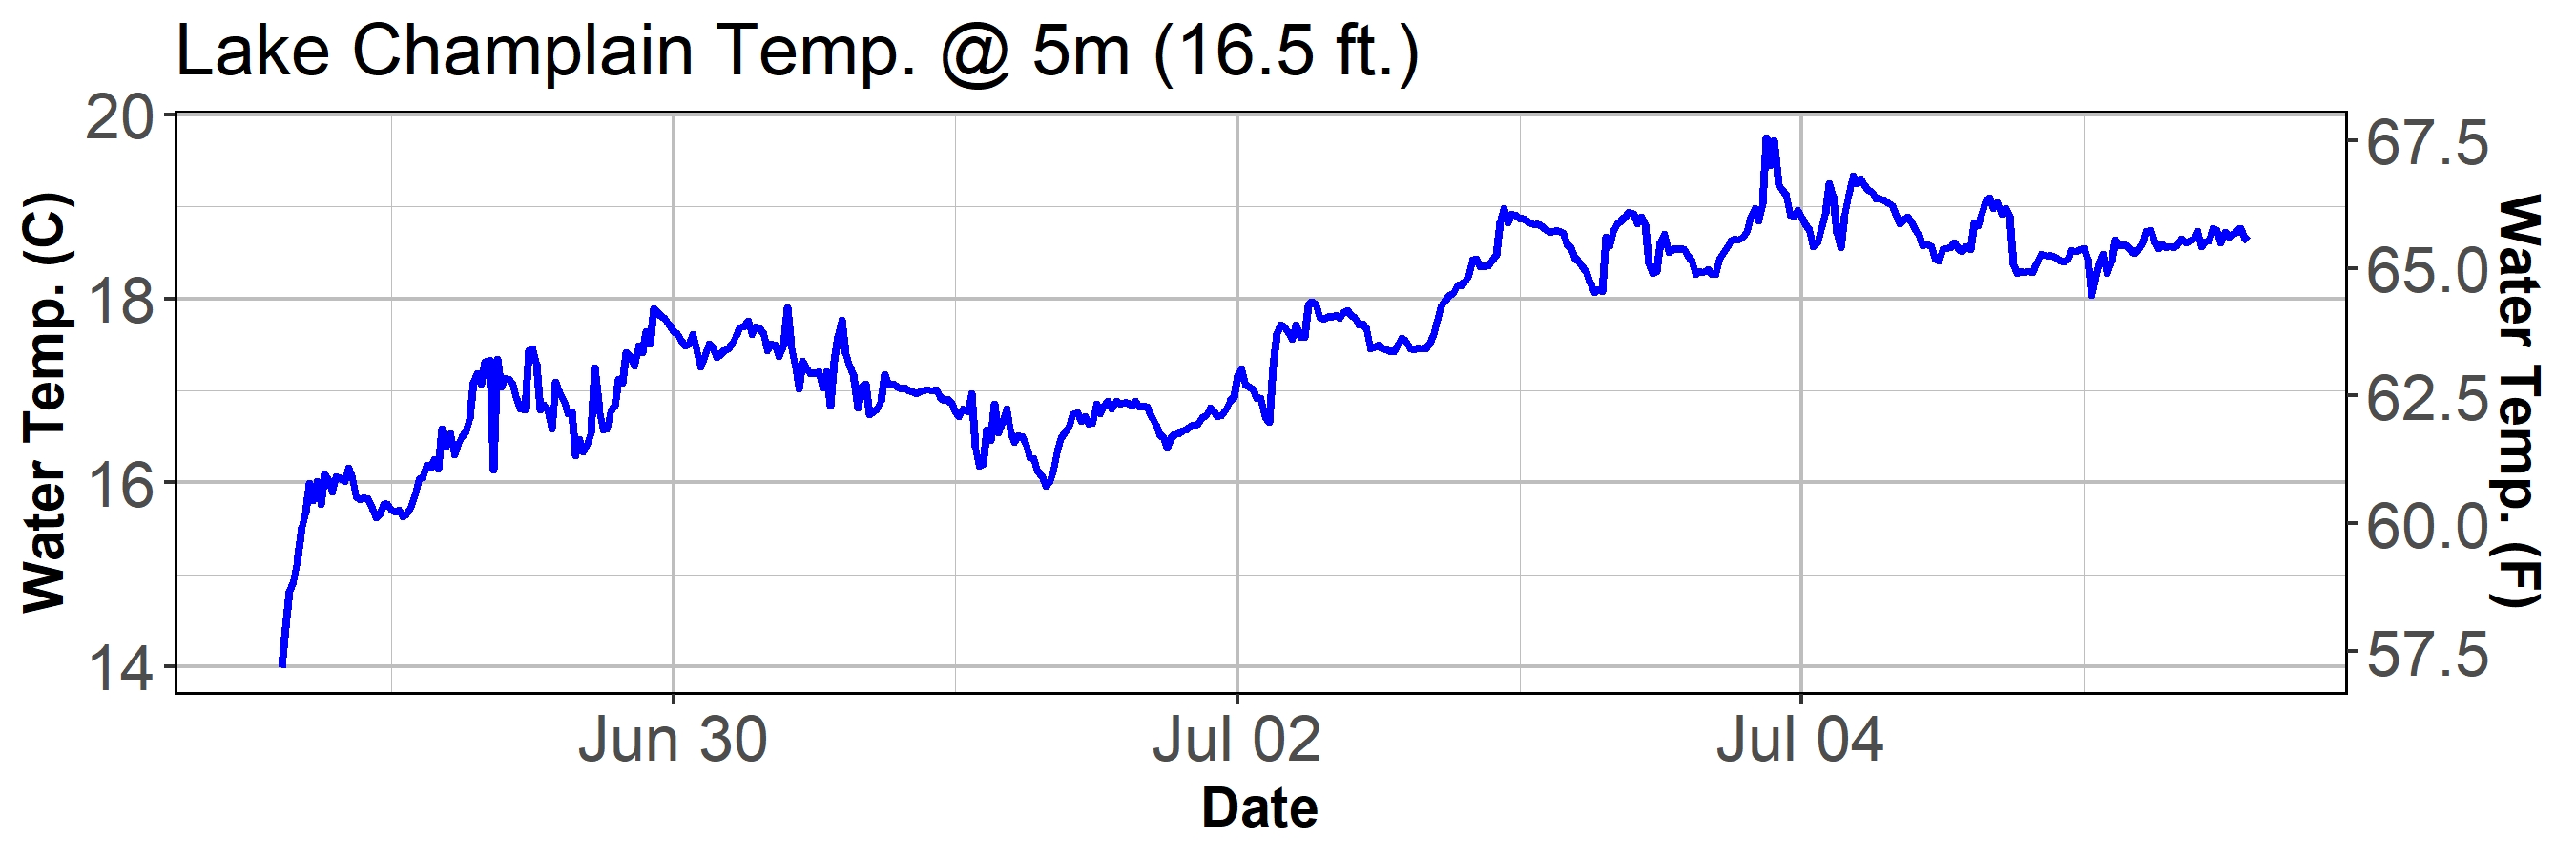 Lake Champlain Temp. @ 5m (16.5 ft.)
Water Temp. (C)
20
18
16
14
67.5
65.0
62.5
60.0
57.5
Water Temp. (F)
Jun 30
Jul 02
Jul 04
Date